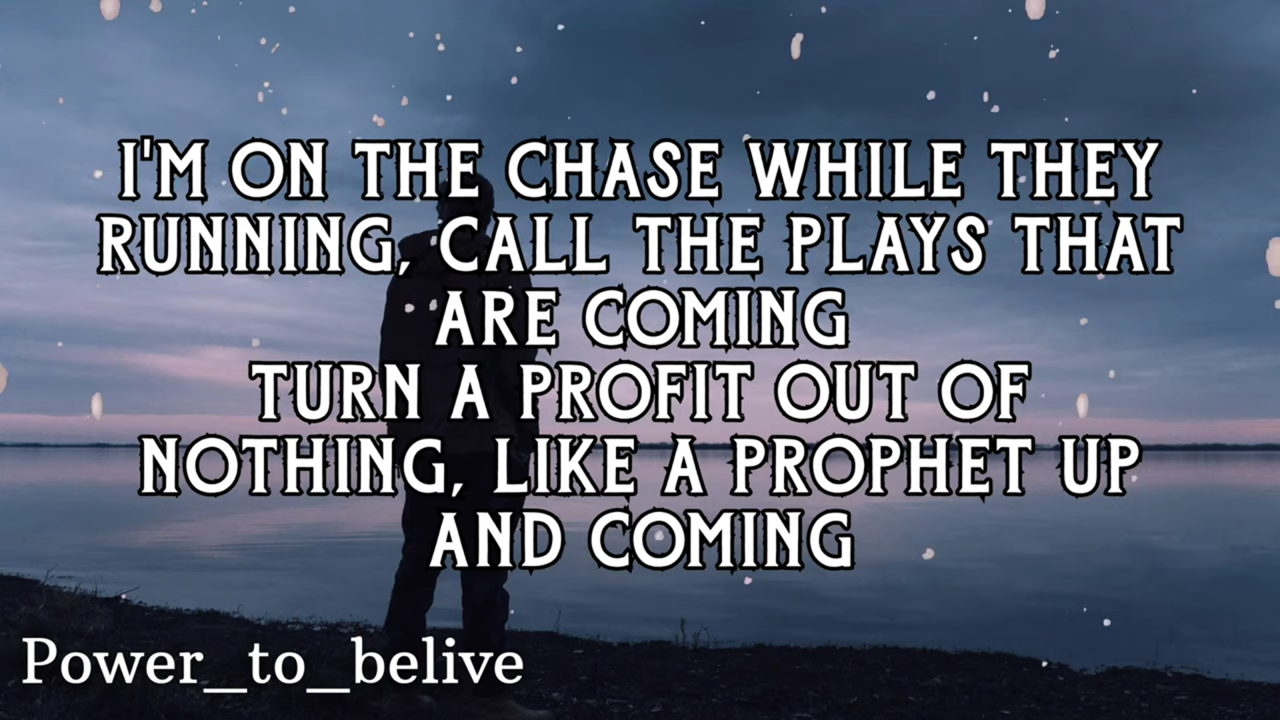 I'M ON THE CHASE WHILE THEY
RUNNING, CALL THE PLAYS THAT
ARE COMING
TURN A PROFIT OUT OF
NOTHING, LIKE A PROPHET UP
AND COMING
Power_to_belive